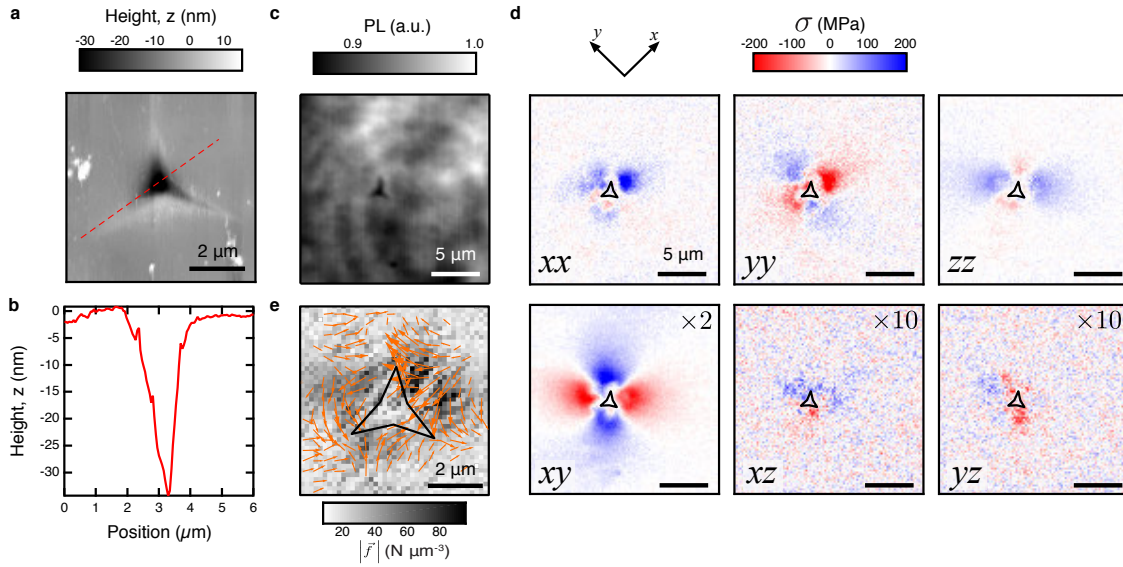 a
Height, z (nm)
-30 -20 -10 0 10
2 µm
b
Height, z (nm)
0
-5
-10
-15
-20
-25
-30
0 1 2 3 4 5 6
Position (µm)
c
PL (a.u.)
0.9 1.0
5 µm
e
2 µm
20 40 60 80
|f⃗| (N µm⁻³)
d
y x
σ (MPa)
-200 -100 0 100 200
xx
5 µm
yy
zz
×2
xy
×10
xz
×10
yz